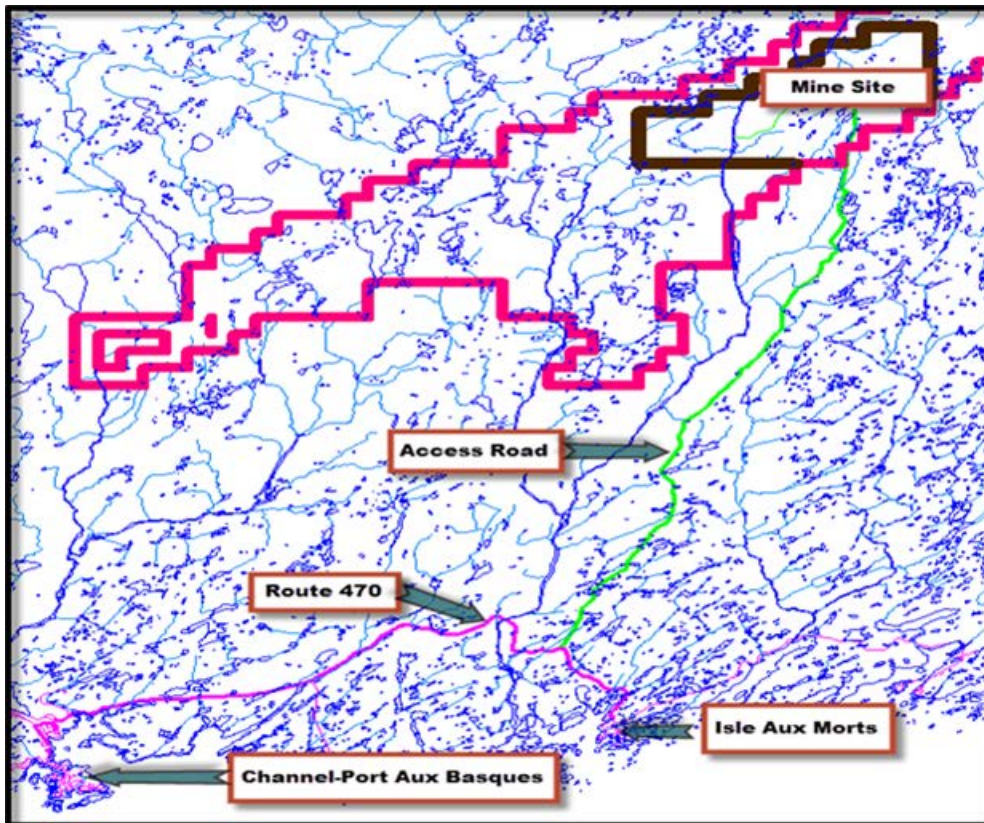 Mine Site
Access Road
Route 470
Isle Aux Morts
Channel-Port Aux Basques